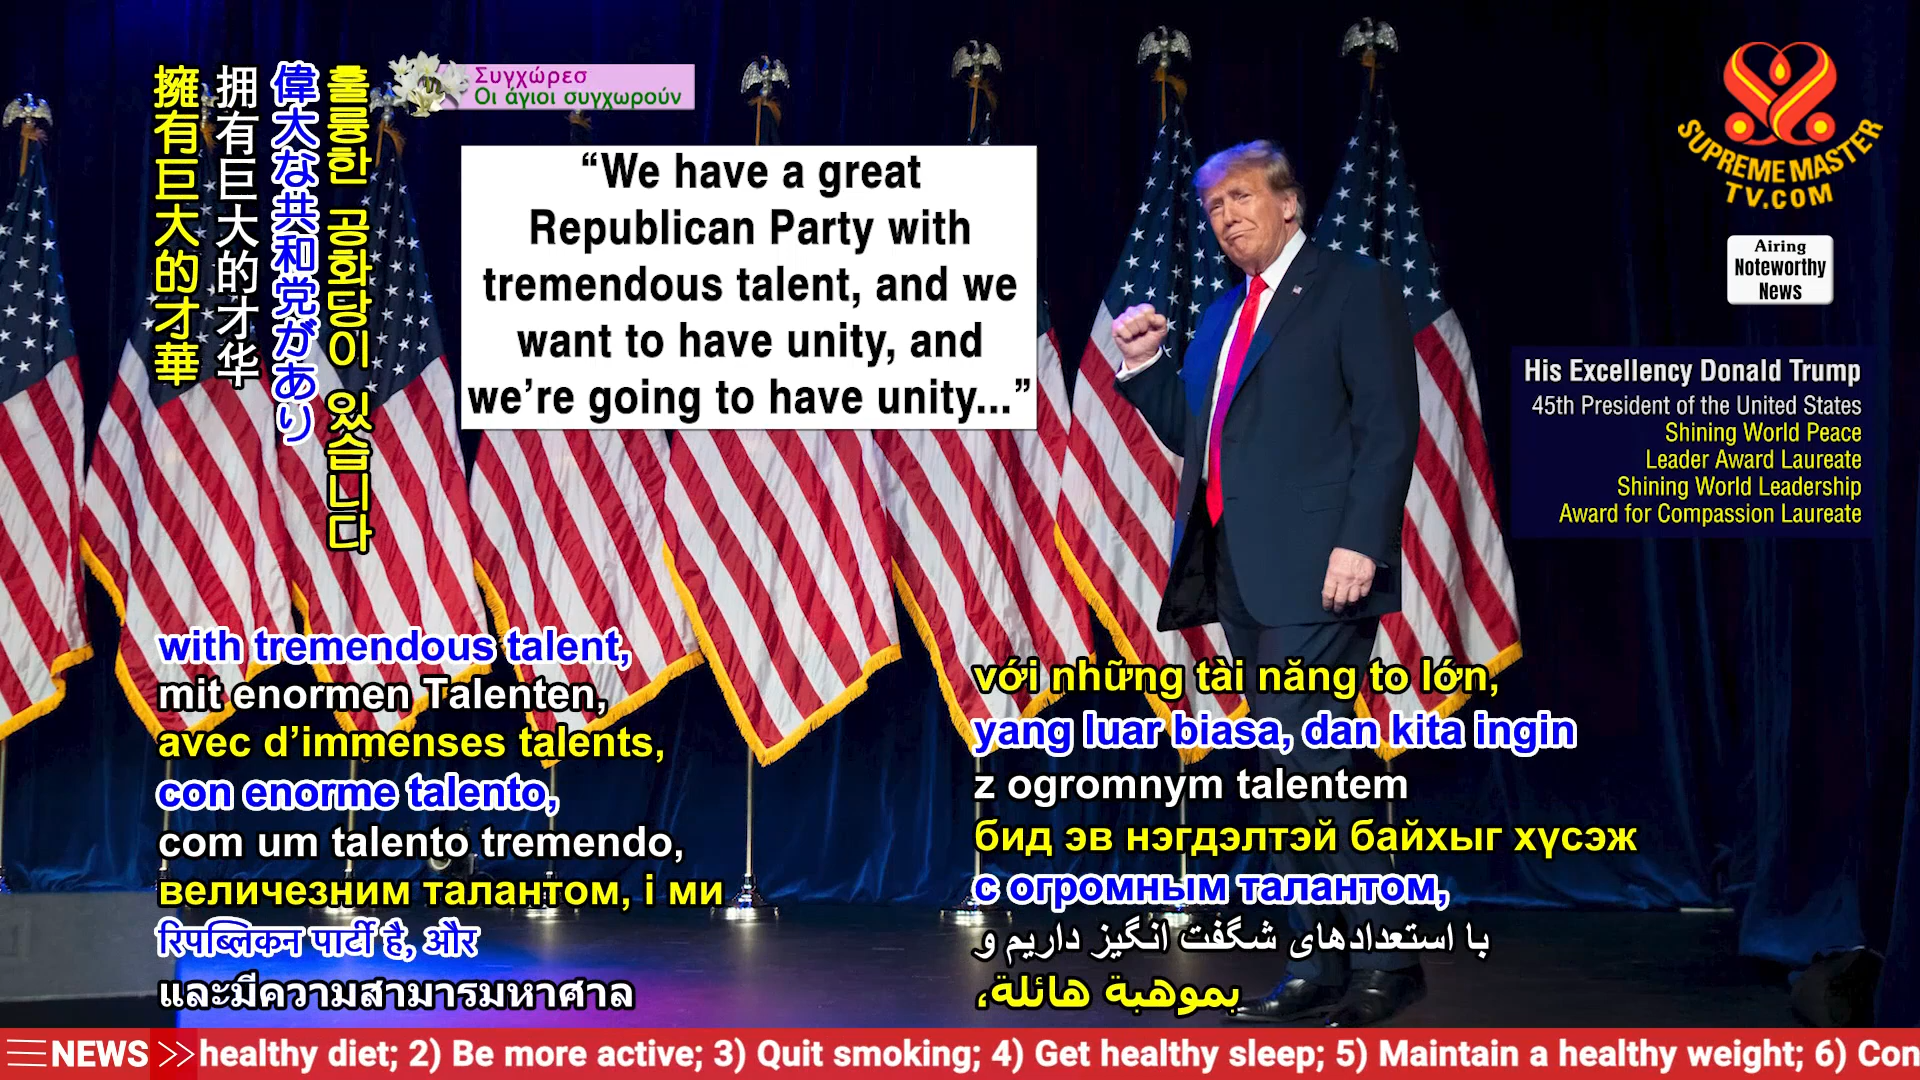 擁有巨大的才華
拥有巨大的才华
偉大な共和党があり
훌륭한 공화당이 있습니다
Συγχώρεσ
Οι άγιοι συγχωρούν
“We have a great
Republican Party with
tremendous talent, and we
want to have unity, and
we’re going to have unity...”
SUPREME MASTER
TV.COM
Airing
Noteworthy
News
His Excellency Donald Trump
45th President of the United States
Shining World Peace
Leader Award Laureate
Shining World Leadership
Award for Compassion Laureate
with tremendous talent,
mit enormen Talenten,
avec d’immenses talents,
con enorme talento,
com um talento tremendo,
величезним талантом, і ми
रिपब्लिकन पार्टी है, और
และมีความสามารถมหาศาล
với những tài năng to lớn,
yang luar biasa, dan kita ingin
z ogromnym talentem
бид эв нэгдэлтэй байхыг хүсэж
с огромным талантом,
با استعدادهای شگفت انگیز داریم و
بموهبة هائلة،
NEWS healthy diet; 2) Be more active; 3) Quit smoking; 4) Get healthy sleep; 5) Maintain a healthy weight; 6) Con